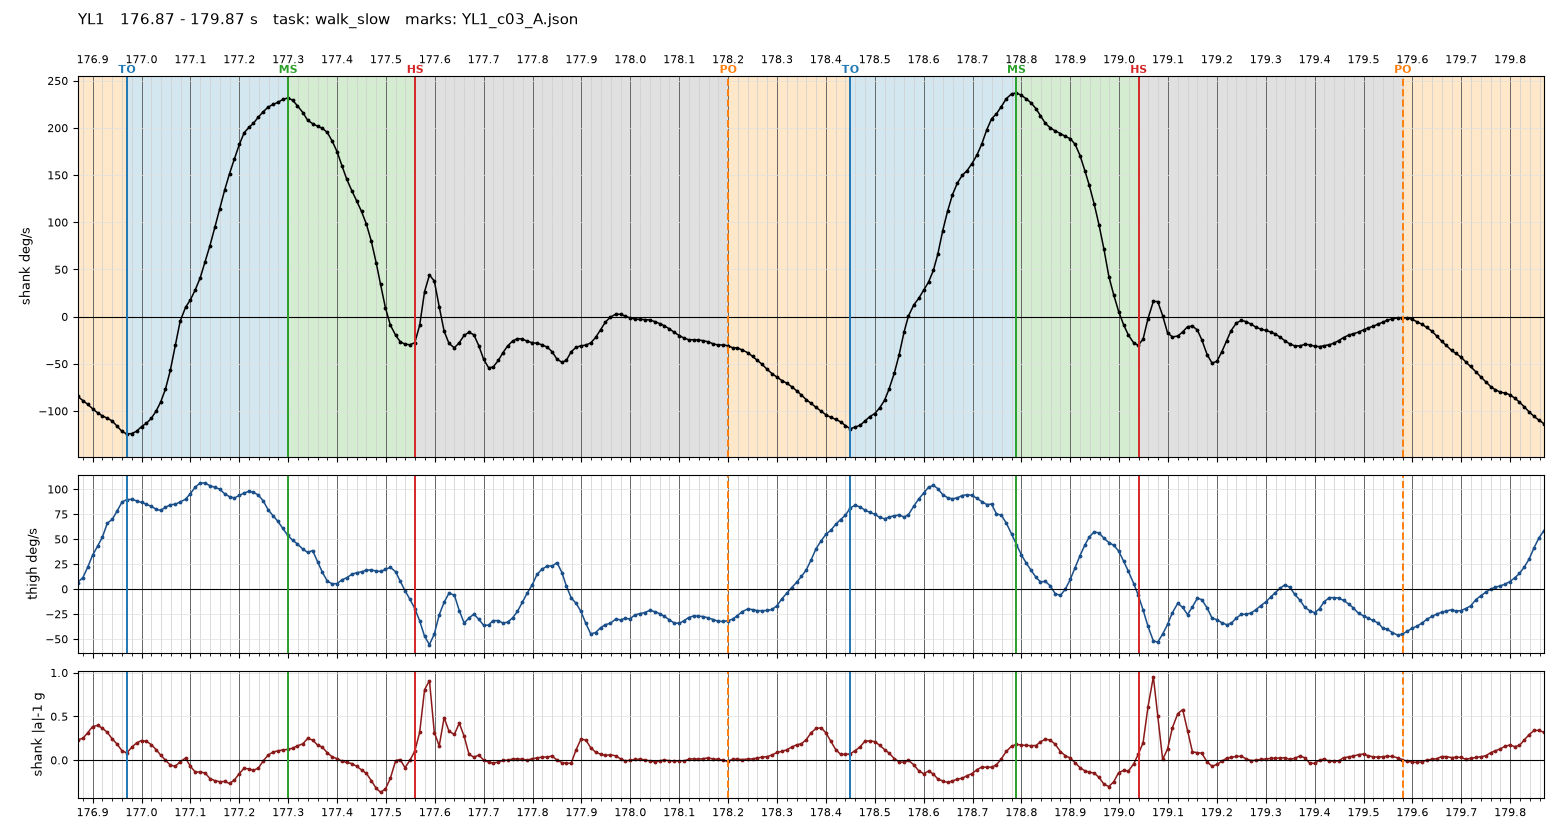 YL1   176.87 - 179.87 s   task: walk_slow   marks: YL1_c03_A.json
176.9 177.0 177.1 177.2 177.3 177.4 177.5 177.6 177.7 177.8 177.9 178.0 178.1 178.2 178.3 178.4 178.5 178.6 178.7 178.8 178.9 179.0 179.1 179.2 179.3 179.4 179.5 179.6 179.7 179.8
TO MS HS PO TO MS HS PO
250
200
150
100
50
0
−50
−100
shank deg/s
100
75
50
25
0
−25
−50
thigh deg/s
1.0
0.5
0.0
shank |a|-1 g
176.9 177.0 177.1 177.2 177.3 177.4 177.5 177.6 177.7 177.8 177.9 178.0 178.1 178.2 178.3 178.4 178.5 178.6 178.7 178.8 178.9 179.0 179.1 179.2 179.3 179.4 179.5 179.6 179.7 179.8